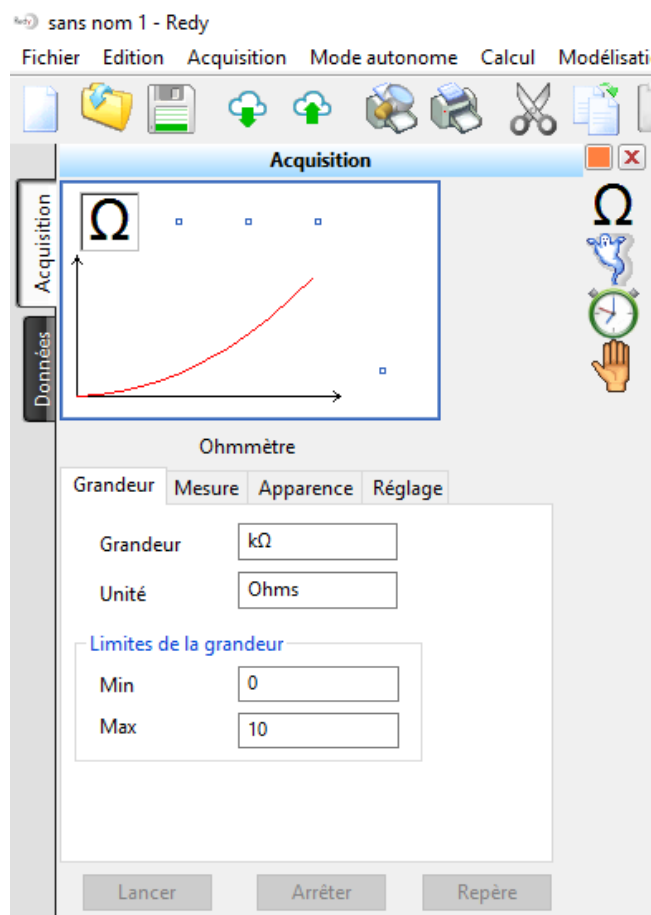 Redy sans nom 1 - Redy
Fichier Edition Acquisition Mode autonome Calcul Modélisati
Acquisition
Acquisition
Données
Ω
Ω
Ohmmètre
Grandeur Mesure Apparence Réglage
Grandeur kΩ
Unité Ohms
Limites de la grandeur
Min 0
Max 10
Lancer Arrêter Repère